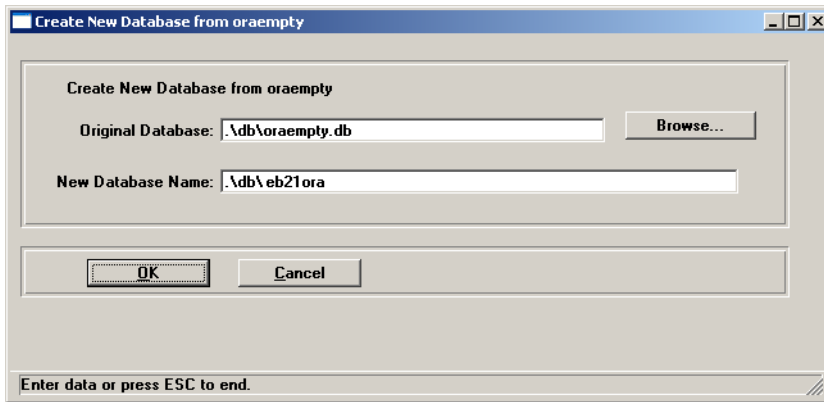 Create New Database from oraempty
Create New Database from oraempty
Original Database: .\db\oraempty.db Browse...
New Database Name: .\db\eb21ora
OK Cancel
Enter data or press ESC to end.